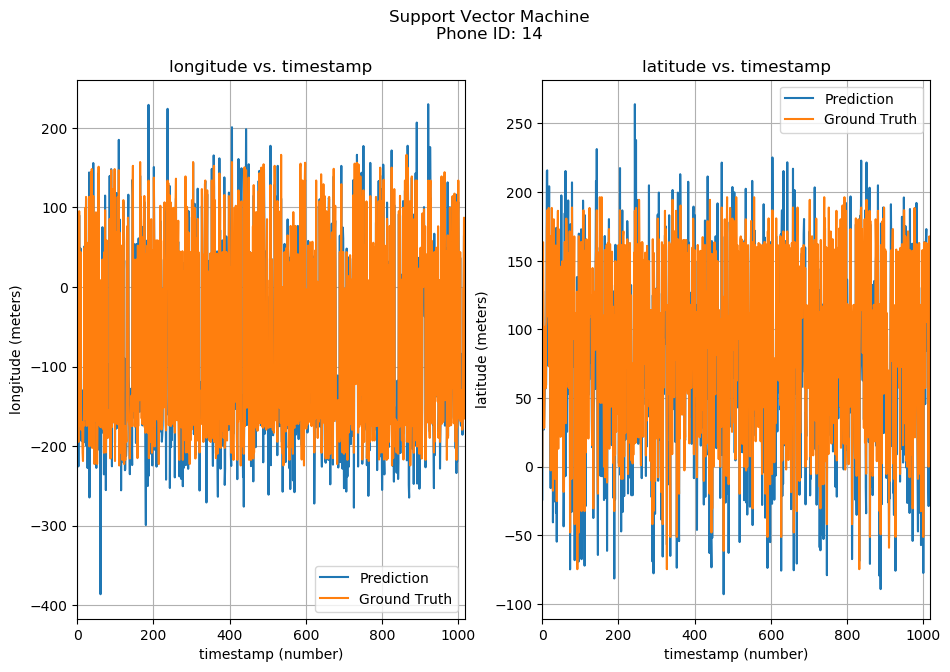 Support Vector Machine
Phone ID: 14
longitude vs. timestamp
longitude (meters)
200
100
0
−100
−200
−300
−400
0 200 400 600 800 1000
timestamp (number)
Prediction
Ground Truth
latitude vs. timestamp
latitude (meters)
250
200
150
100
50
0
−50
−100
0 200 400 600 800 1000
timestamp (number)
Prediction
Ground Truth